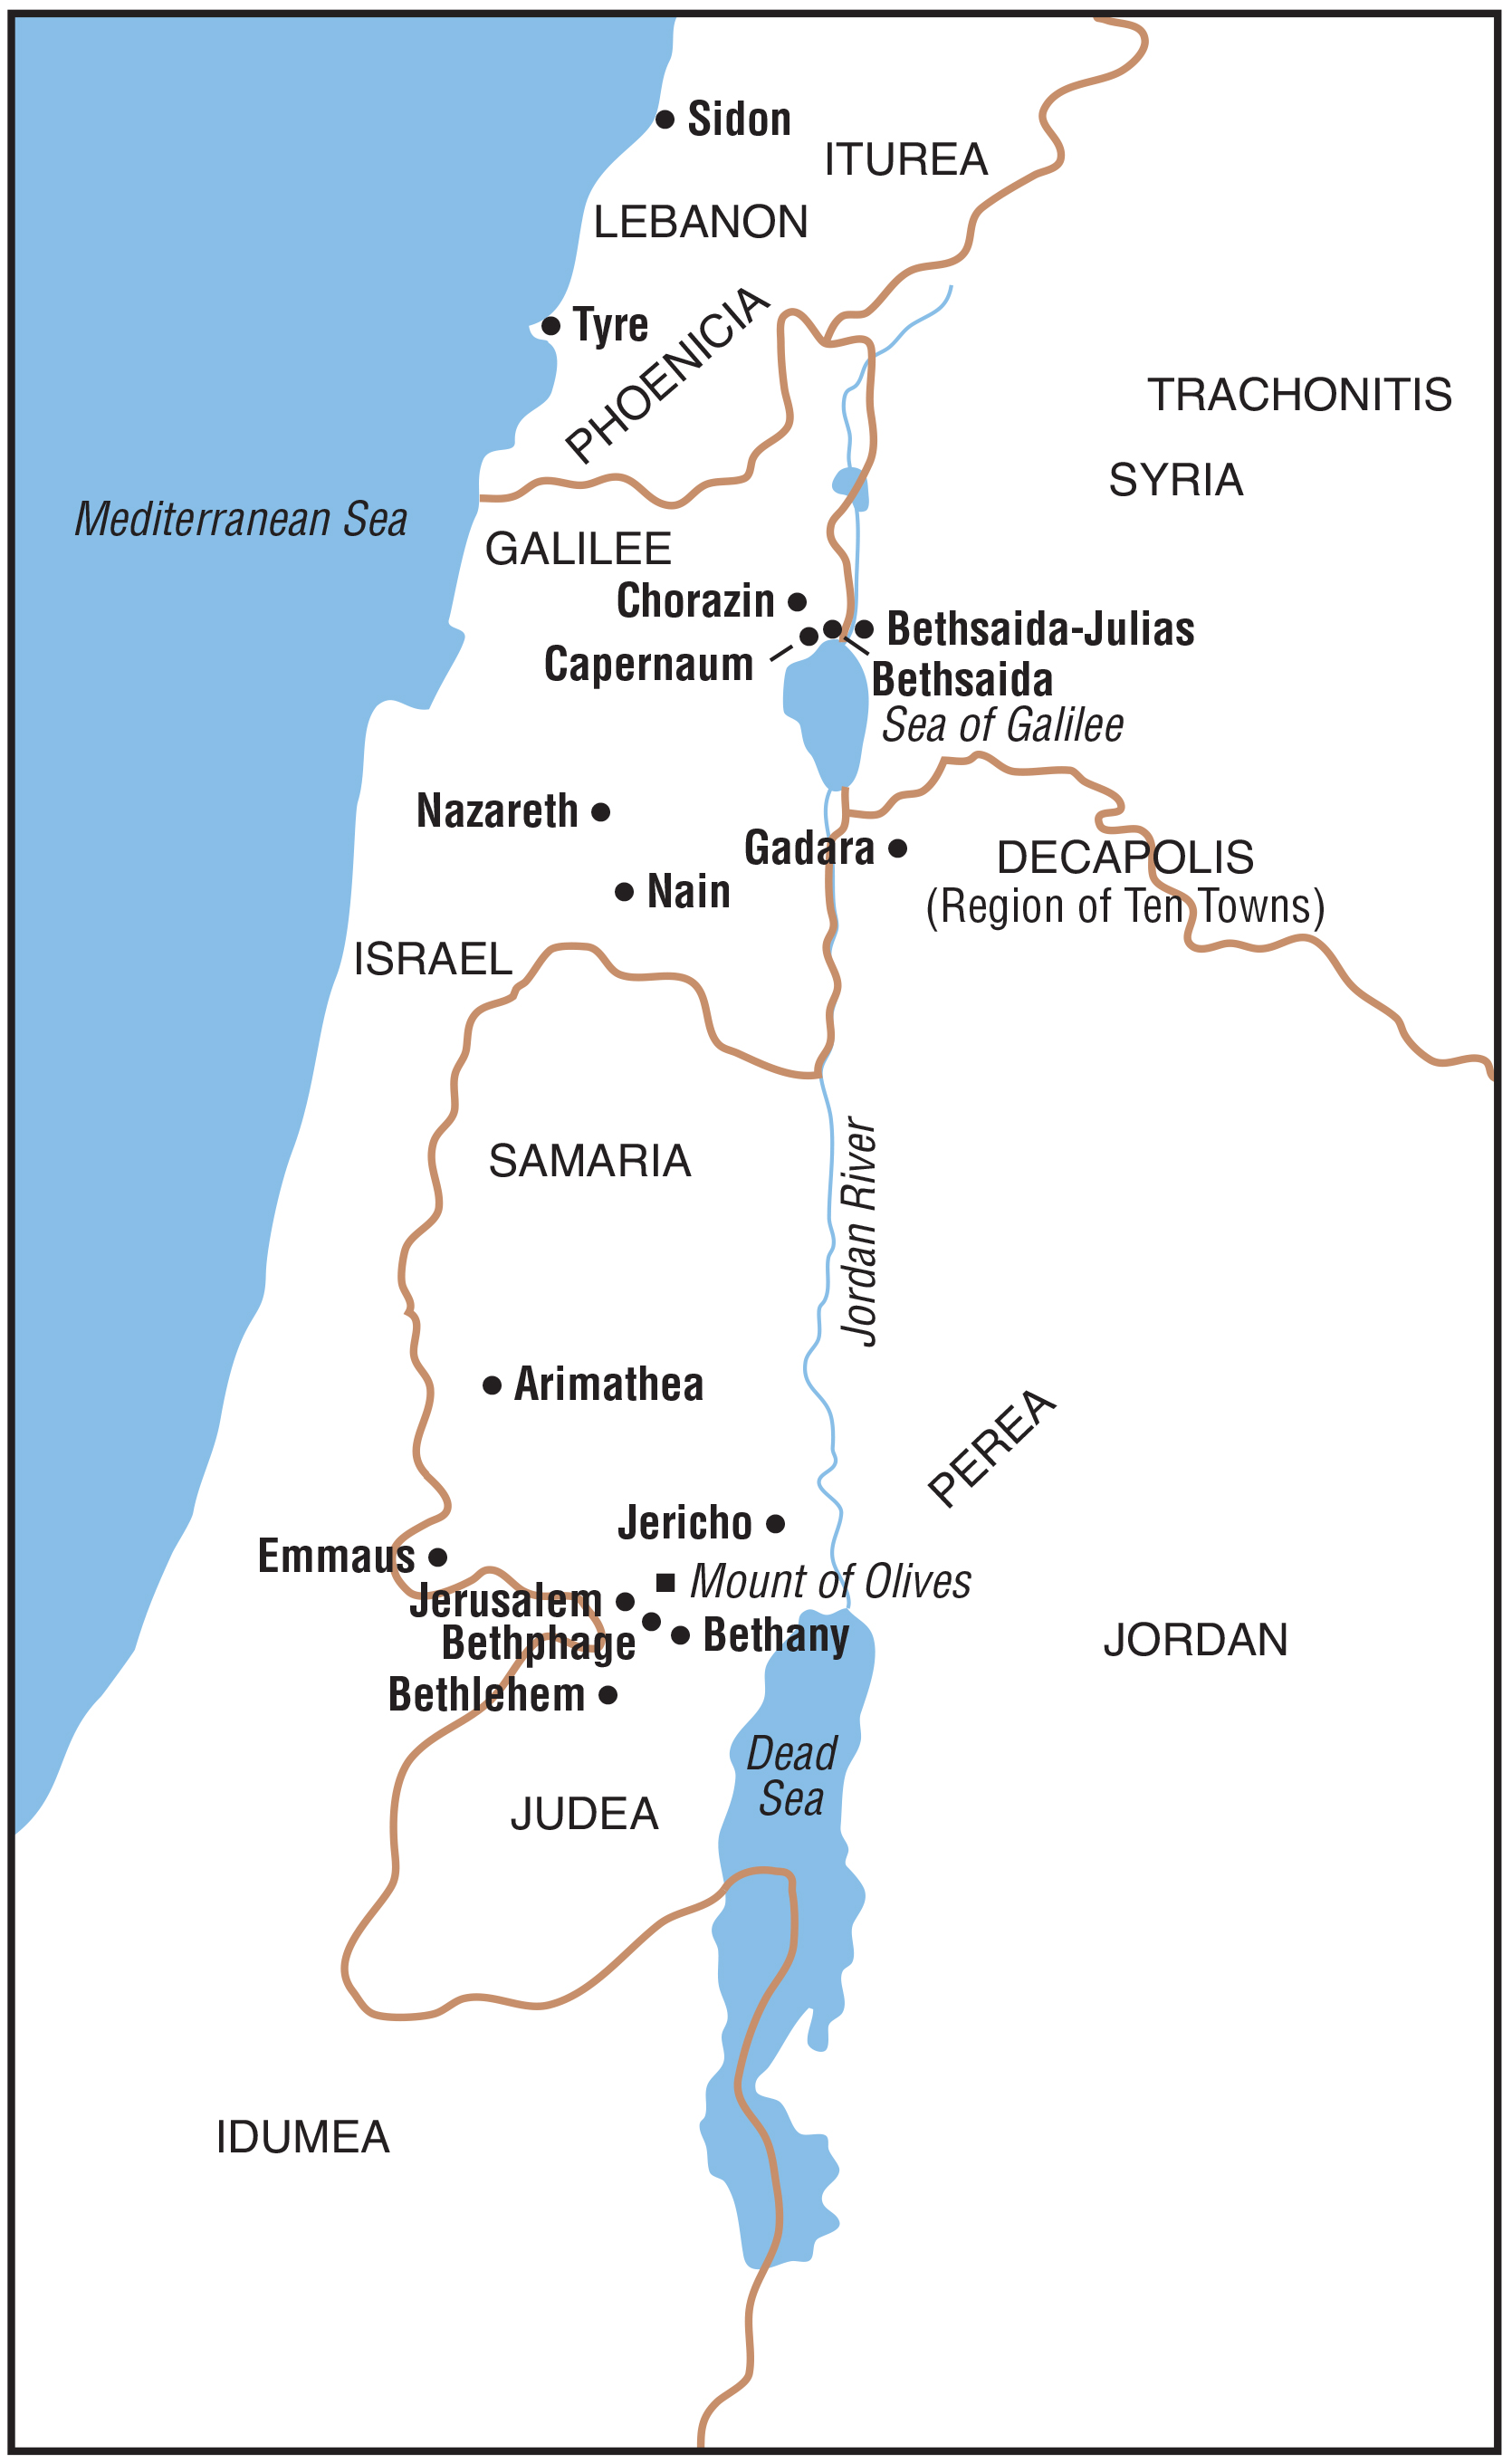 Sidon
ITUREA
LEBANON
PHOENICIA
Tyre
TRACHONITIS
SYRIA
Mediterranean Sea
GALILEE
Chorazin
Bethsaida-Julias
Capernaum
Bethsaida
Sea of Galilee
Nazareth
Gadara
DECAPOLIS
(Region of Ten Towns)
Nain
ISRAEL
SAMARIA
Jordan River
Arimathea
PEREA
Jericho
Emmaus
Mount of Olives
Jerusalem
Bethphage
Bethany
JORDAN
Bethlehem
Dead
Sea
JUDEA
IDUMEA